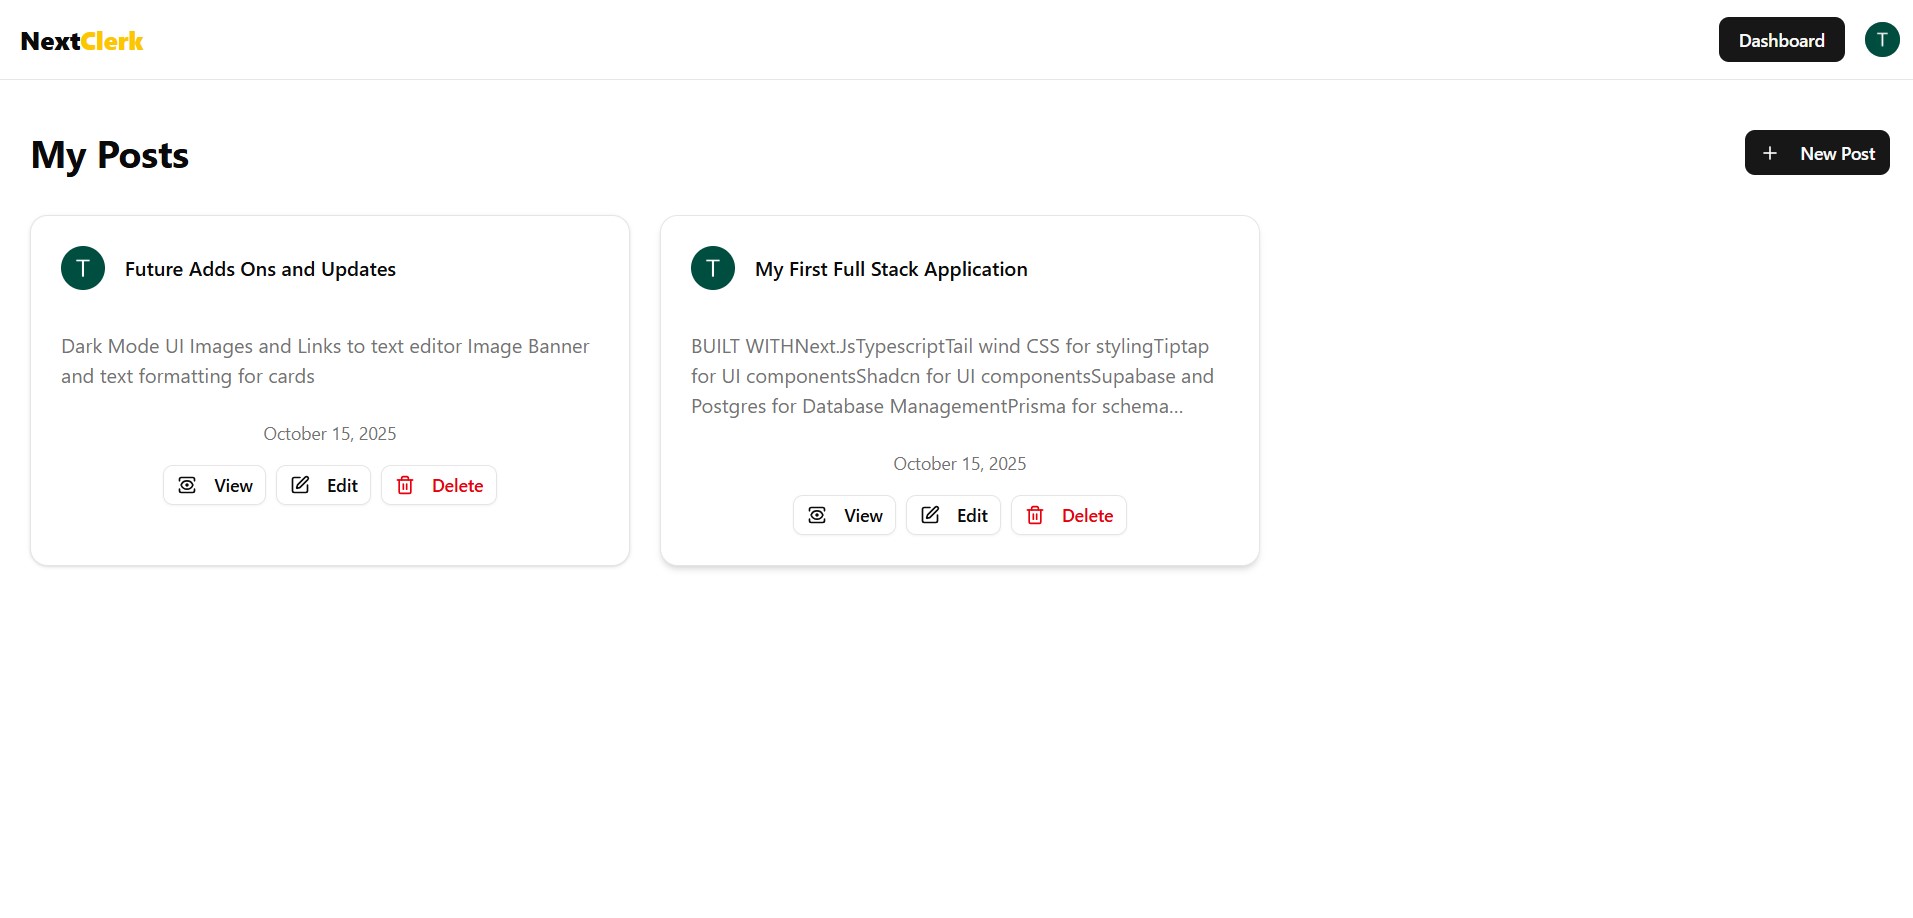 NextClerk
Dashboard
T
My Posts
New Post
T
Future Adds Ons and Updates
Dark Mode UI Images and Links to text editor Image Banner
and text formatting for cards
October 15, 2025
View
Edit
Delete
T
My First Full Stack Application
BUILT WITHNext.JsTypescriptTail wind CSS for stylingTiptap
for UI componentsShadcn for UI componentsSupabase and
Postgres for Database ManagementPrisma for schema...
October 15, 2025
View
Edit
Delete